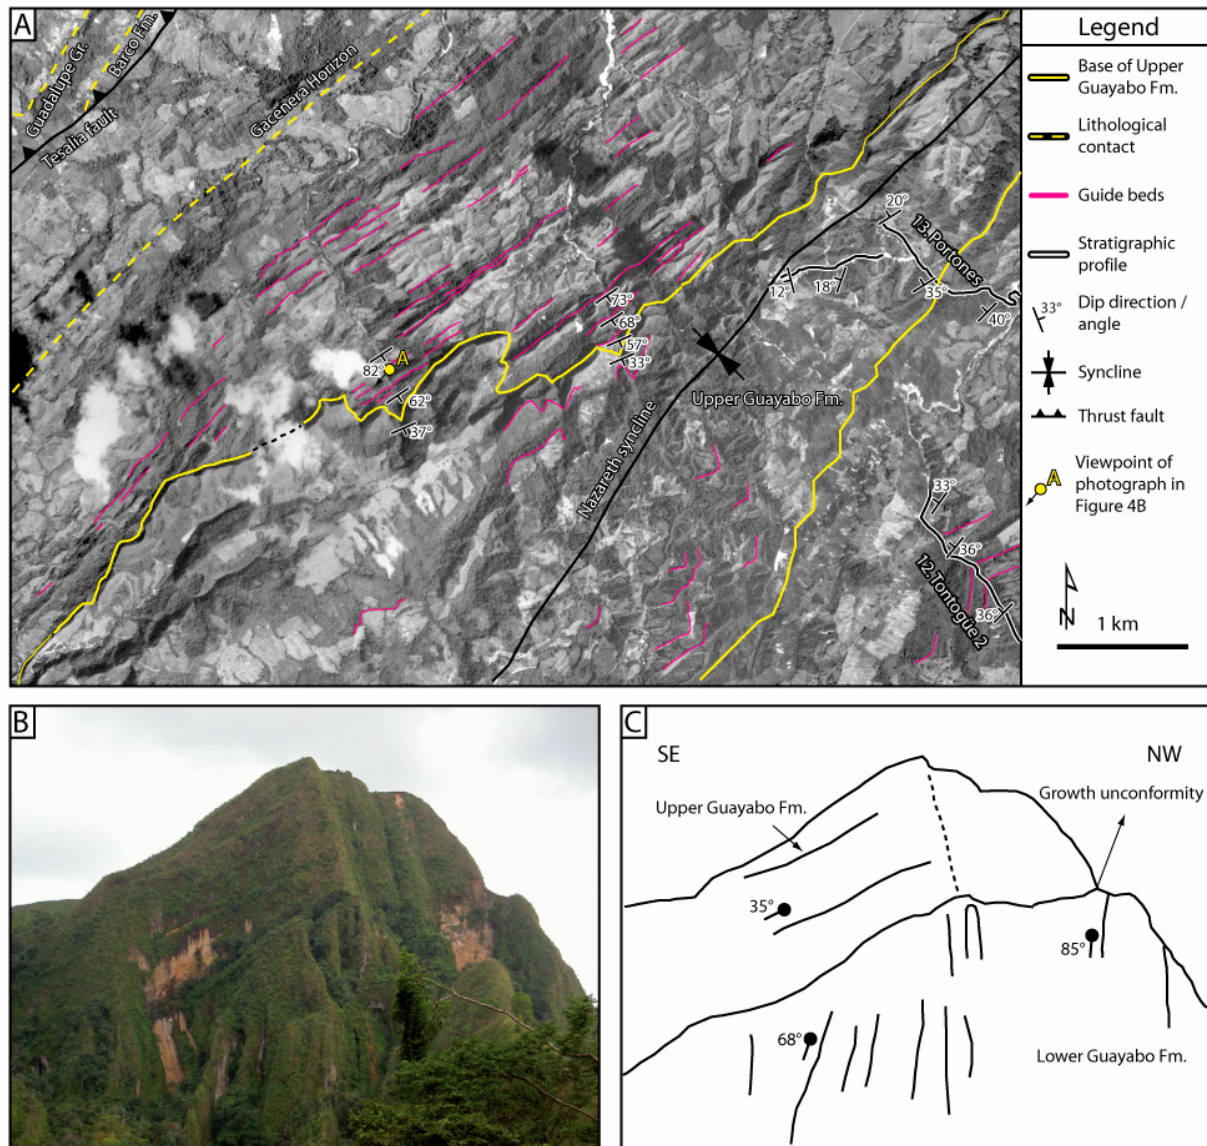 A
Guadalupe Gr.
Barco Fm.
Tesalia fault
Gacenera Horizon
20°
13.Portones
12°
18°
35°
40°
73°
68°
57°
33°
82°
A
62°
37°
Upper Guayabo Fm.
Nazareth syncline
33°
36°
12.Tontogüe 2
36°
Legend
Base of Upper
Guayabo Fm.
Lithological
contact
Guide beds
Stratigraphic
profile
33°
Dip direction /
angle
Syncline
Thrust fault
A
Viewpoint of
photograph in
Figure 4B
N
1 km
B
C
SE
NW
Growth unconformity
Upper Guayabo Fm.
35°
85°
68°
Lower Guayabo Fm.